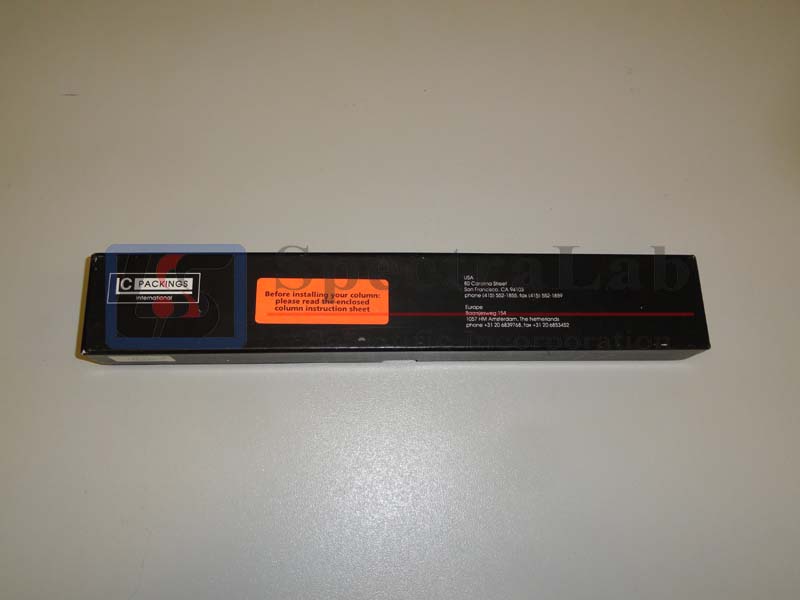 LC PACKINGS
International
Before installing your column:
please read the enclosed
column instruction sheet
USA
80 Carolina Street
San Francisco, CA 94103
phone (415) 552-1855, fax (415) 552-1859
Europe
Baarsjesweg 154
1057 HM Amsterdam, The Netherlands
phone +31 20 6839768, fax +31 20 6853452
SpectraLab
Corporation